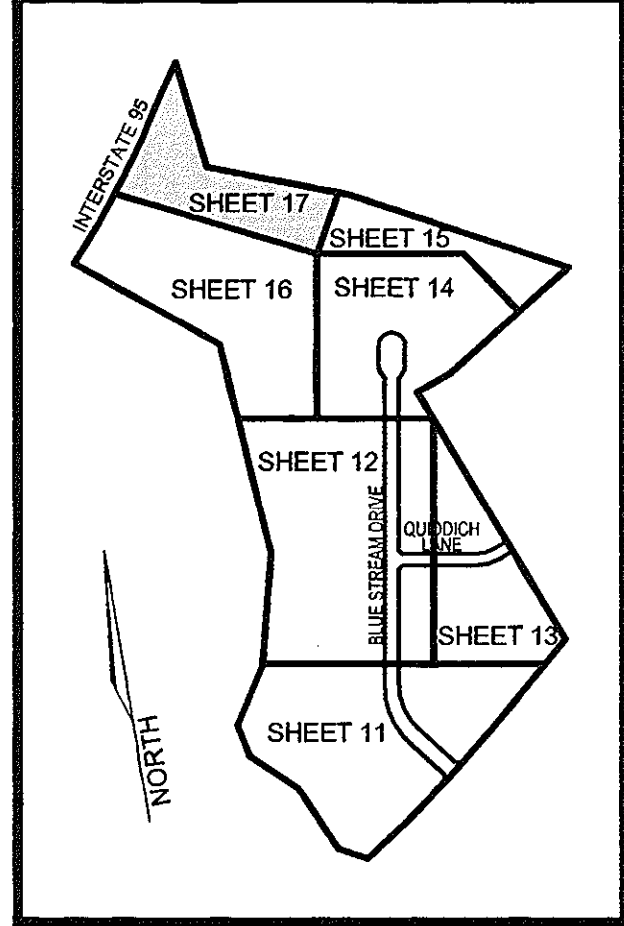 INTERSTATE 95
SHEET 17
SHEET 15
SHEET 16
SHEET 14
SHEET 12
BLUE STREAM DRIVE
QUIDDICH
LANE
SHEET 13
SHEET 11
NORTH